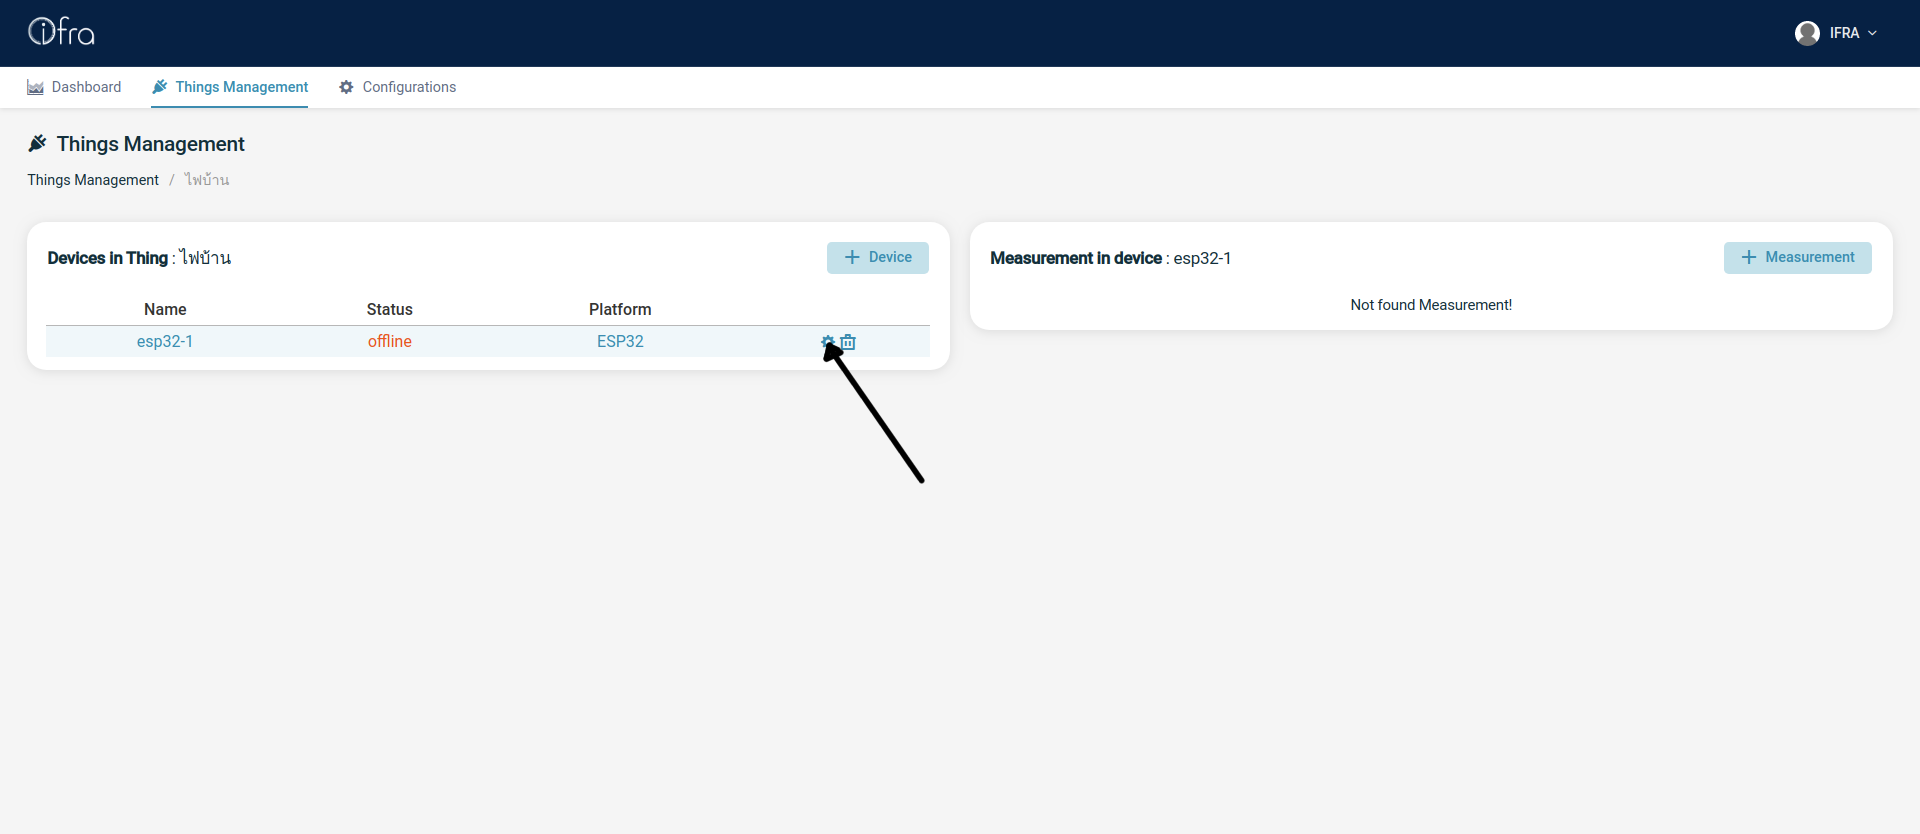 ifra
IFRA
Dashboard
Things Management
Configurations
Things Management
Things Management / ไฟบ้าน
Devices in Thing : ไฟบ้าน
+ Device
Name Status Platform
esp32-1 offline ESP32
Measurement in device : esp32-1
+ Measurement
Not found Measurement!